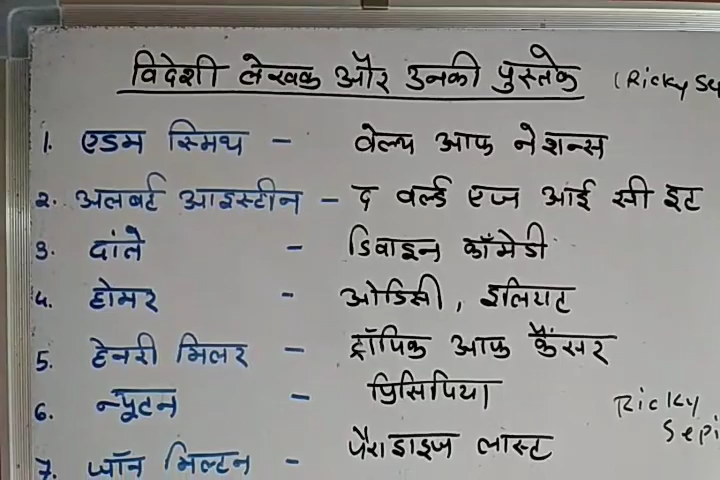 विदेशी लेखक और उनकी पुस्तकें (Ricky
1. एडम स्मिथ - वेल्थ आफ नेशन्स
2. अलबर्ट आइस्टीन - द वर्ल्ड एज आई सी इट
3. दांते - डिवाइन कॉमेडी
4. होमर - ओडिसी, इलियट
5. हेनरी मिलर - ट्रॉपिक आफ कैंसर
6. न्यूटन - प्रिंसिपिया
Ricky
7. जॉन मिल्टन - पैराडाइज लास्ट